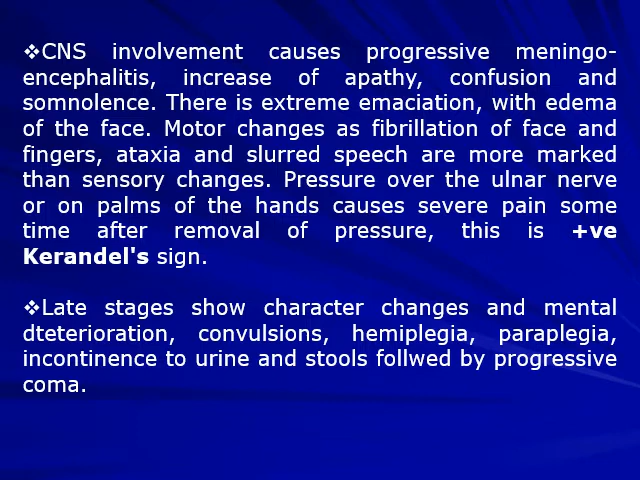 ❖CNS involvement causes progressive meningo-
encephalitis, increase of apathy, confusion and
somnolence. There is extreme emaciation, with edema
of the face. Motor changes as fibrillation of face and
fingers, ataxia and slurred speech are more marked
than sensory changes. Pressure over the ulnar nerve
or on palms of the hands causes severe pain some
time after removal of pressure, this is +ve
Kerandel's sign.
❖Late stages show character changes and mental
dteterioration, convulsions, hemiplegia, paraplegia,
incontinence to urine and stools follwed by progressive
coma.